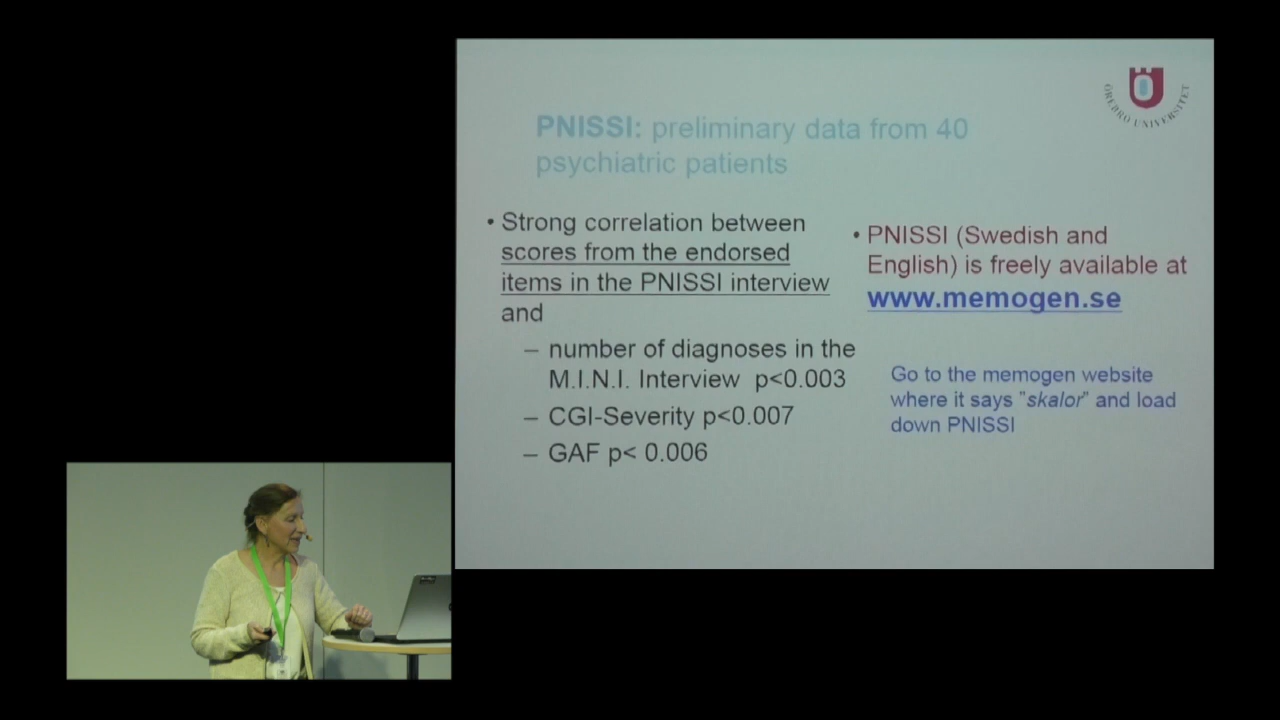 ÖREBRO UNIVERSITET
PNISSI: preliminary data from 40
psychiatric patients
• Strong correlation between
scores from the endorsed
items in the PNISSI interview
and
– number of diagnoses in the
M.I.N.I. Interview p<0.003
– CGI-Severity p<0.007
– GAF p< 0.006
• PNISSI (Swedish and
English) is freely available at
www.memogen.se
Go to the memogen website
where it says "skalor" and load
down PNISSI